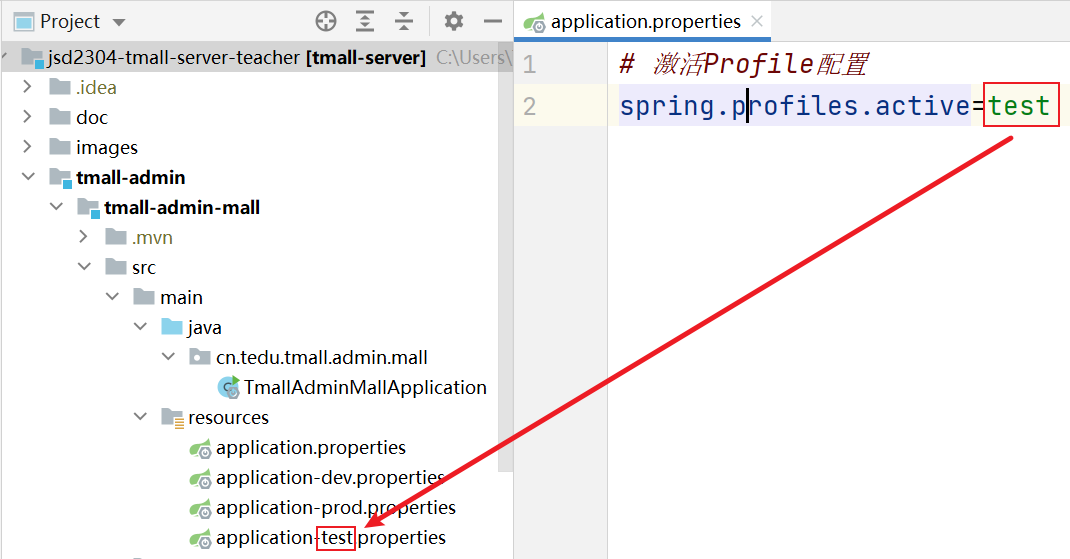 Project
application.properties
jsd2304-tmall-server-teacher [tmall-server] C:\Users\
.idea
doc
images
tmall-admin
tmall-admin-mall
.mvn
src
main
java
cn.tedu.tmall.admin.mall
TmallAdminMallApplication
resources
application.properties
application-dev.properties
application-prod.properties
application-test.properties
1 # 激活Profile配置
2 spring.profiles.active=test